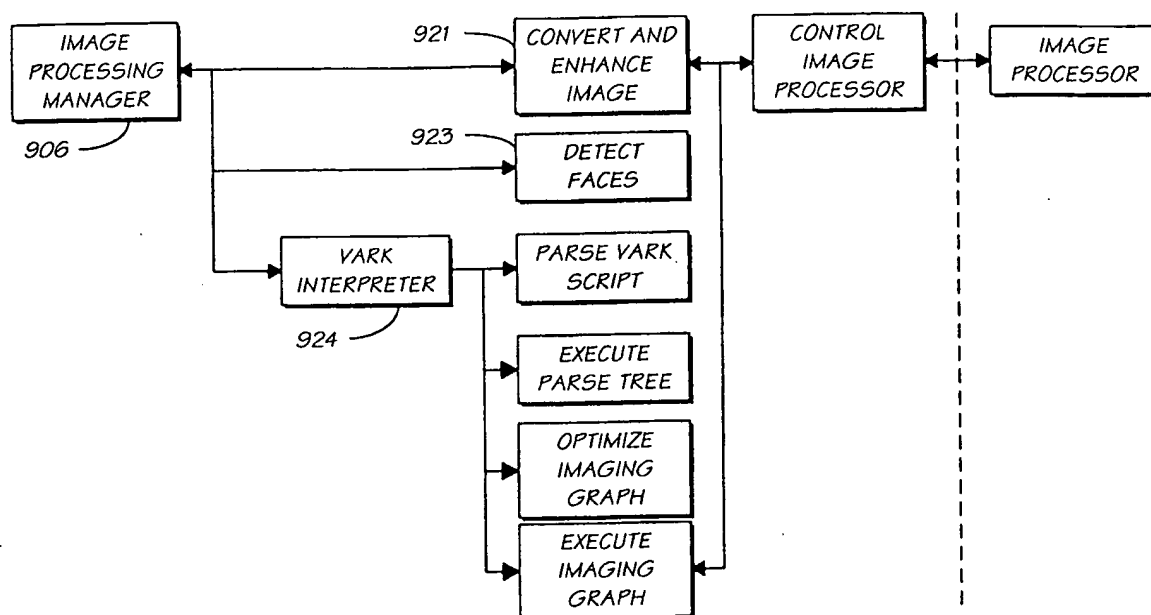 IMAGE
PROCESSING
MANAGER
906
921
CONVERT AND
ENHANCE
IMAGE
CONTROL
IMAGE
PROCESSOR
IMAGE
PROCESSOR
923
DETECT
FACES
VARK
INTERPRETER
924
PARSE VARK
SCRIPT
EXECUTE
PARSE TREE
OPTIMIZE
IMAGING
GRAPH
EXECUTE
IMAGING
GRAPH